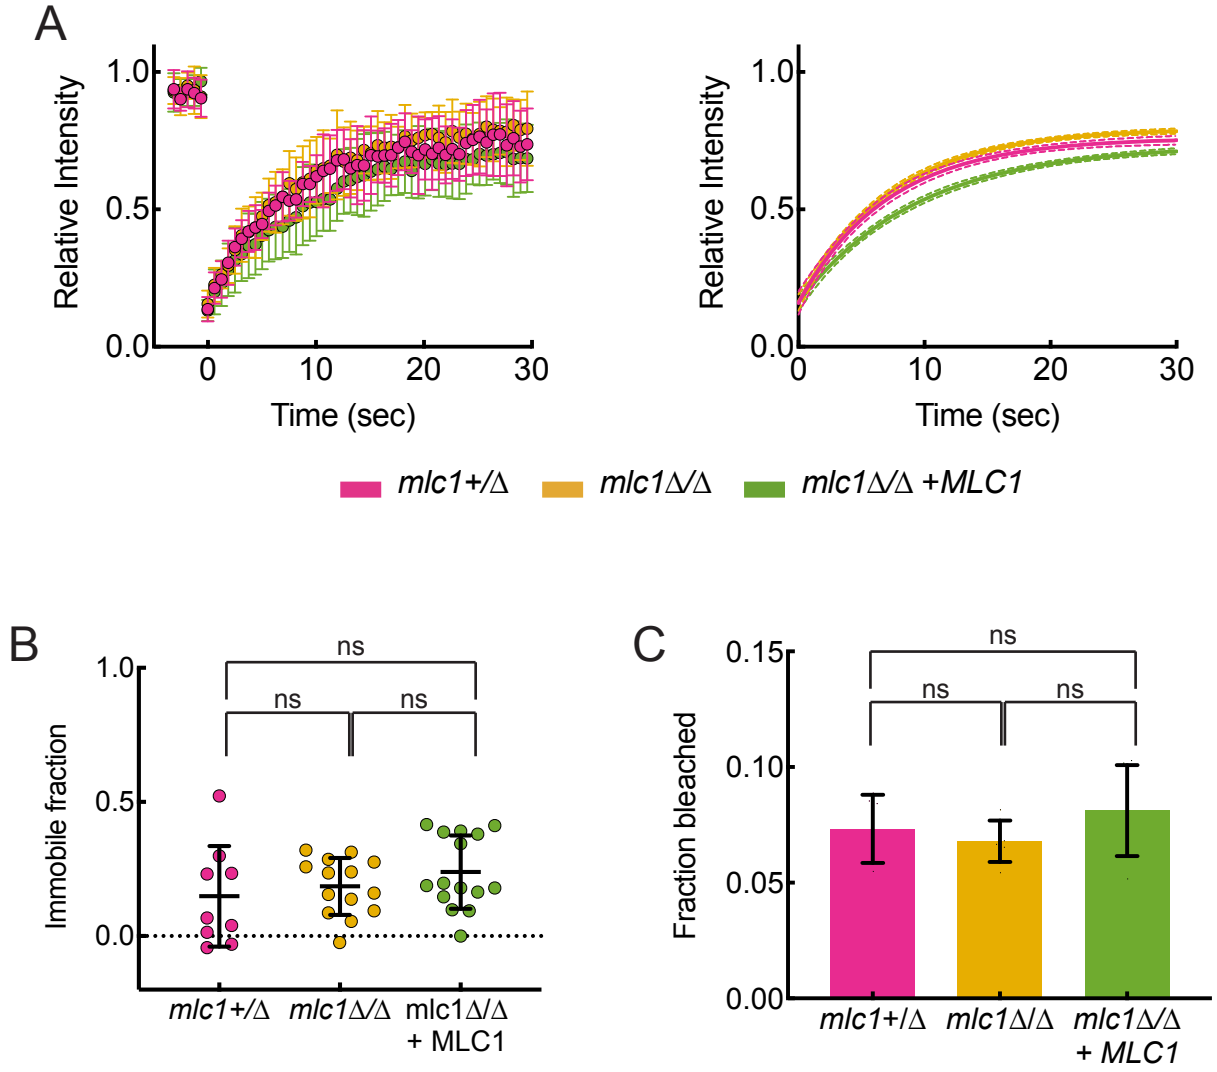 A
Relative Intensity
1.0
0.5
0.0
0
10
20
30
Time (sec)
Relative Intensity
1.0
0.5
0.0
0
10
20
30
Time (sec)
mlc1+/Δ
mlc1Δ/Δ
mlc1Δ/Δ +MLC1
B
Immobile fraction
1.0
0.5
0.0
ns
ns
ns
mlc1+/Δ
mlc1Δ/Δ
mlc1Δ/Δ
+ MLC1
C
Fraction bleached
0.15
0.10
0.05
0.00
ns
ns
ns
mlc1+/Δ
mlc1Δ/Δ
mlc1Δ/Δ
+ MLC1